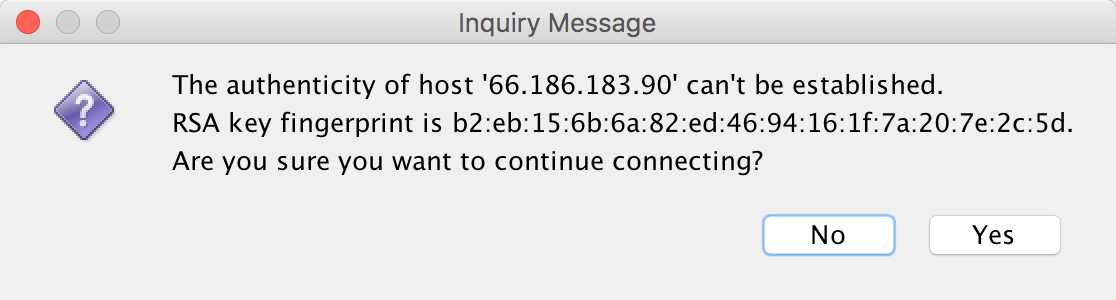 Inquiry Message
The authenticity of host '66.186.183.90' can't be established.
RSA key fingerprint is b2:eb:15:6b:6a:82:ed:46:94:16:1f:7a:20:7e:2c:5d.
Are you sure you want to continue connecting?
No
Yes